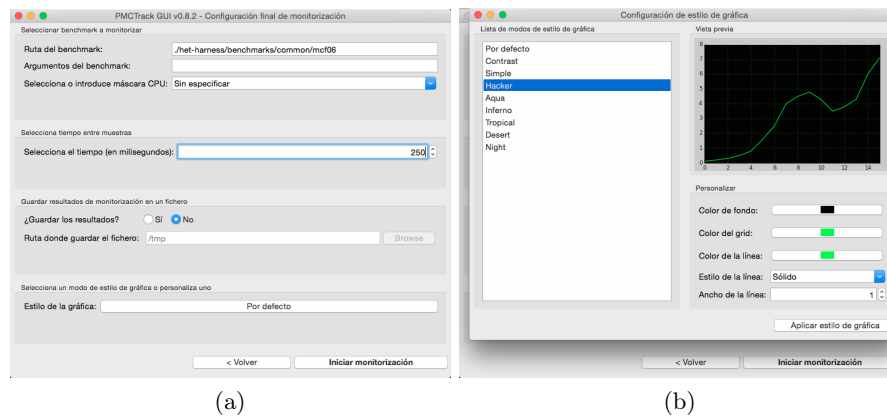 PMCTrack GUI v0.8.2 - Configuración final de monitorización
Seleccionar benchmark a monitorizar
Ruta del benchmark: ./het-harness/benchmarks/common/mcf06
Argumentos del benchmark:
Selecciona o introduce máscara CPU: Sin especificar
Selecciona tiempo entre muestras
Selecciona el tiempo (en milisegundos): 250
Guardar resultados de monitorización en un fichero
¿Guardar los resultados? Sí No
Ruta donde guardar el fichero: /tmp Browse
Selecciona un modo de estilo de gráfica o personaliza uno
Estilo de la gráfica: Por defecto
< Volver Iniciar monitorización
(a)
Configuración de estilo de gráfica
Lista de modos de estilo de gráfica
Por defecto
Contrast
Simple
Hacker
Aqua
Inferno
Tropical
Desert
Night
Vista previa
8
7
6
5
4
3
2
1
0 2 4 6 8 10 12 14
Personalizar
Color de fondo:
Color del grid:
Color de la línea:
Estilo de la línea: Sólido
Ancho de la línea: 1
Aplicar estilo de gráfica
< Volver Iniciar monitorización
(b)